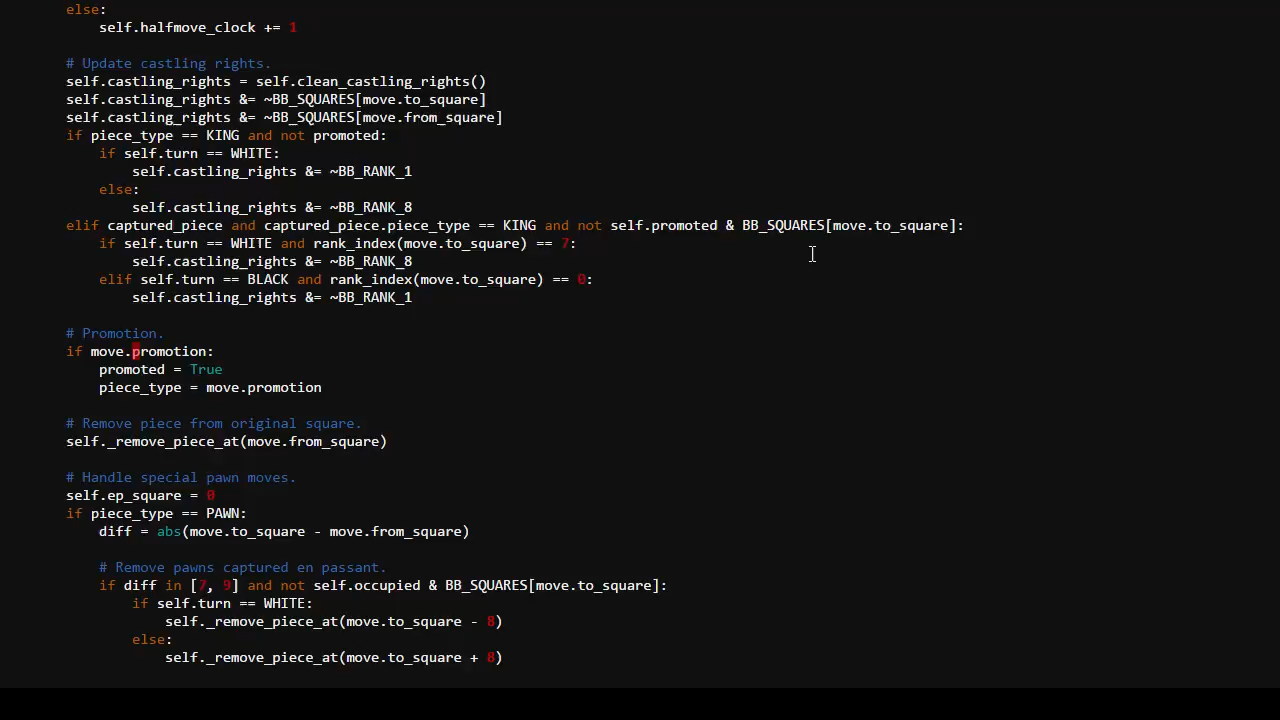 else:
self.halfmove_clock += 1
# Update castling rights.
self.castling_rights = self.clean_castling_rights()
self.castling_rights &= ~BB_SQUARES[move.to_square]
self.castling_rights &= ~BB_SQUARES[move.from_square]
if piece_type == KING and not promoted:
if self.turn == WHITE:
self.castling_rights &= ~BB_RANK_1
else:
self.castling_rights &= ~BB_RANK_8
elif captured_piece and captured_piece.piece_type == KING and not self.promoted & BB_SQUARES[move.to_square]:
if self.turn == WHITE and rank_index(move.to_square) == 7:
self.castling_rights &= ~BB_RANK_8
elif self.turn == BLACK and rank_index(move.to_square) == 0:
self.castling_rights &= ~BB_RANK_1
# Promotion.
if move.promotion:
promoted = True
piece_type = move.promotion
# Remove piece from original square.
self._remove_piece_at(move.from_square)
# Handle special pawn moves.
self.ep_square = 0
if piece_type == PAWN:
diff = abs(move.to_square - move.from_square)
# Remove pawns captured en passant.
if diff in [7, 9] and not self.occupied & BB_SQUARES[move.to_square]:
if self.turn == WHITE:
self._remove_piece_at(move.to_square - 8)
else:
self._remove_piece_at(move.to_square + 8)